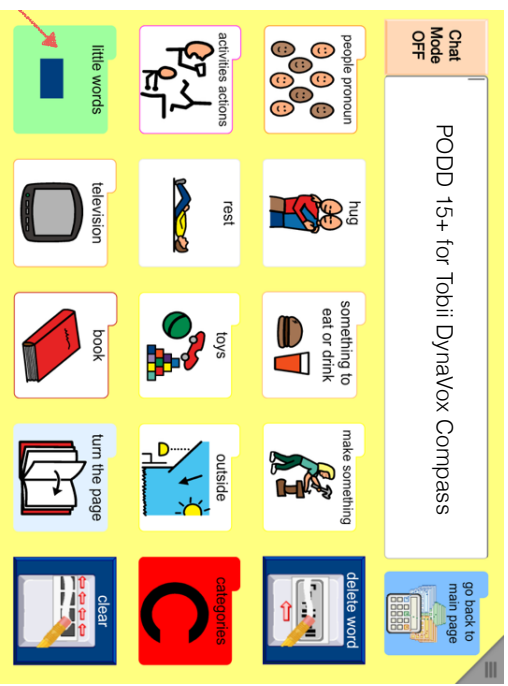 Chat
Mode
OFF
PODD 15+ for Tobii DynaVox Compass
go back to
main page
people pronoun
hug
something to
eat or drink
make something
delete word
activities actions
rest
toys
outside
categories
little words
television
book
turn the page
clear